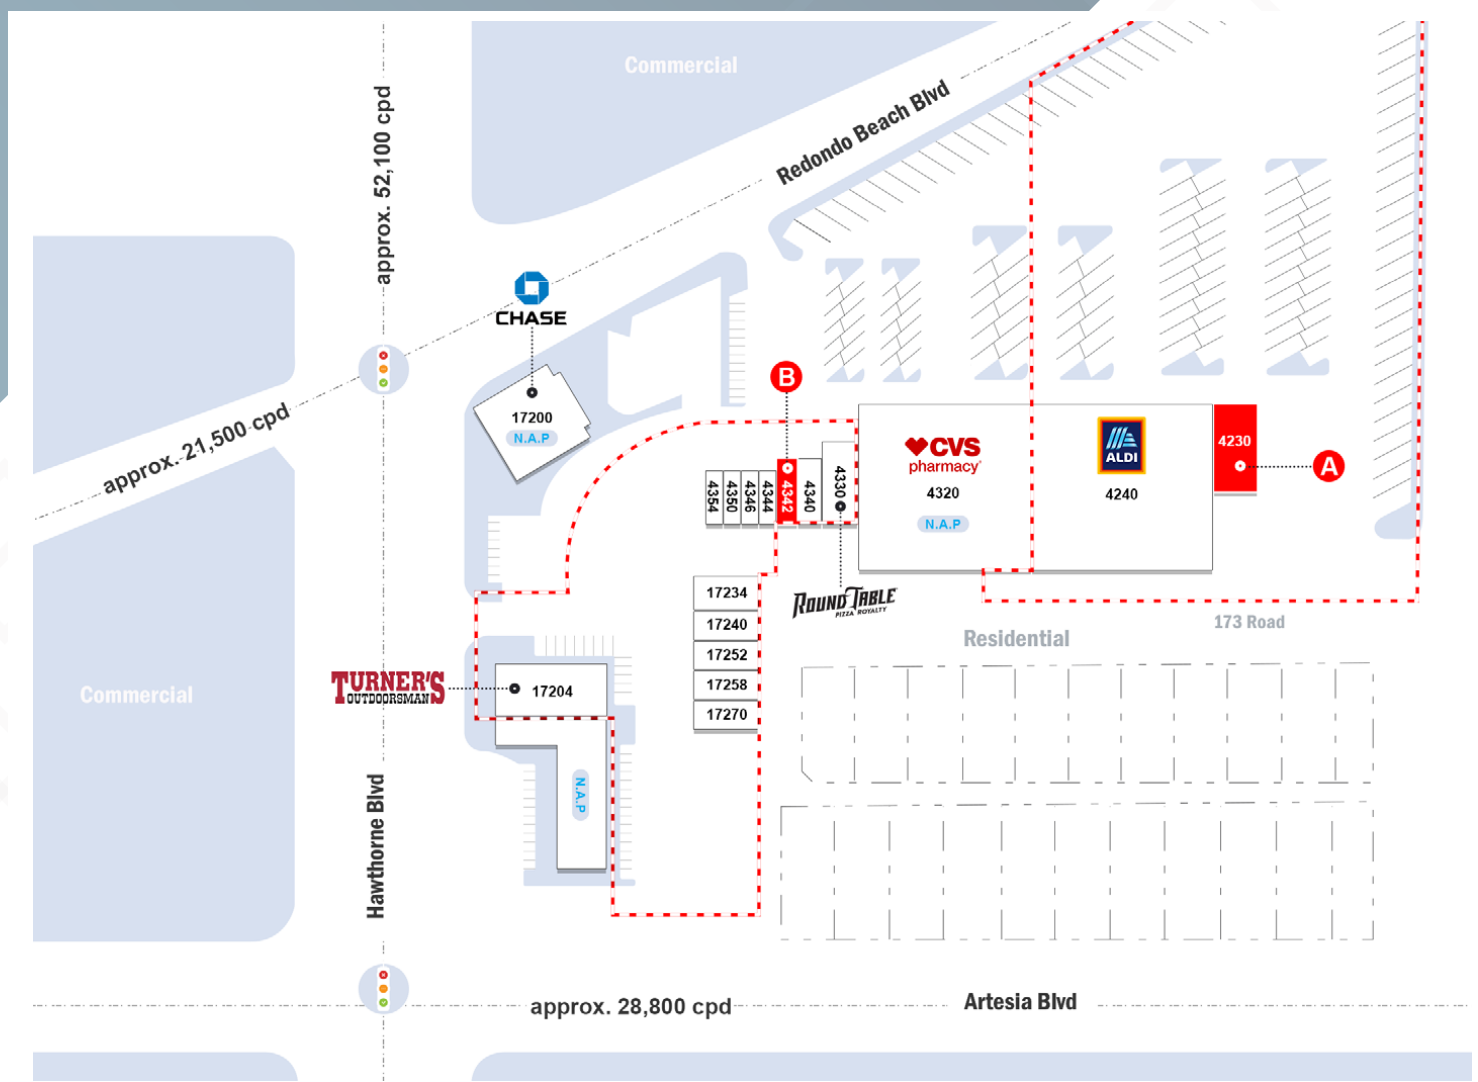 Commercial
approx. 52,100 cpd
Redondo Beach Blvd
CHASE
17200
N.A.P
approx. 21,500 cpd
B
4354
4350
4346
4344
4342
4340
4330
CVS
pharmacy
4320
N.A.P
ALDI
4240
4230
A
ROUND TABLE
PIZZA ROYALTY
17234
17240
17252
17258
17270
173 Road
Residential
TURNER'S
OUTDOORSMAN
17204
N.A.P
Commercial
Hawthorne Blvd
approx. 28,800 cpd
Artesia Blvd